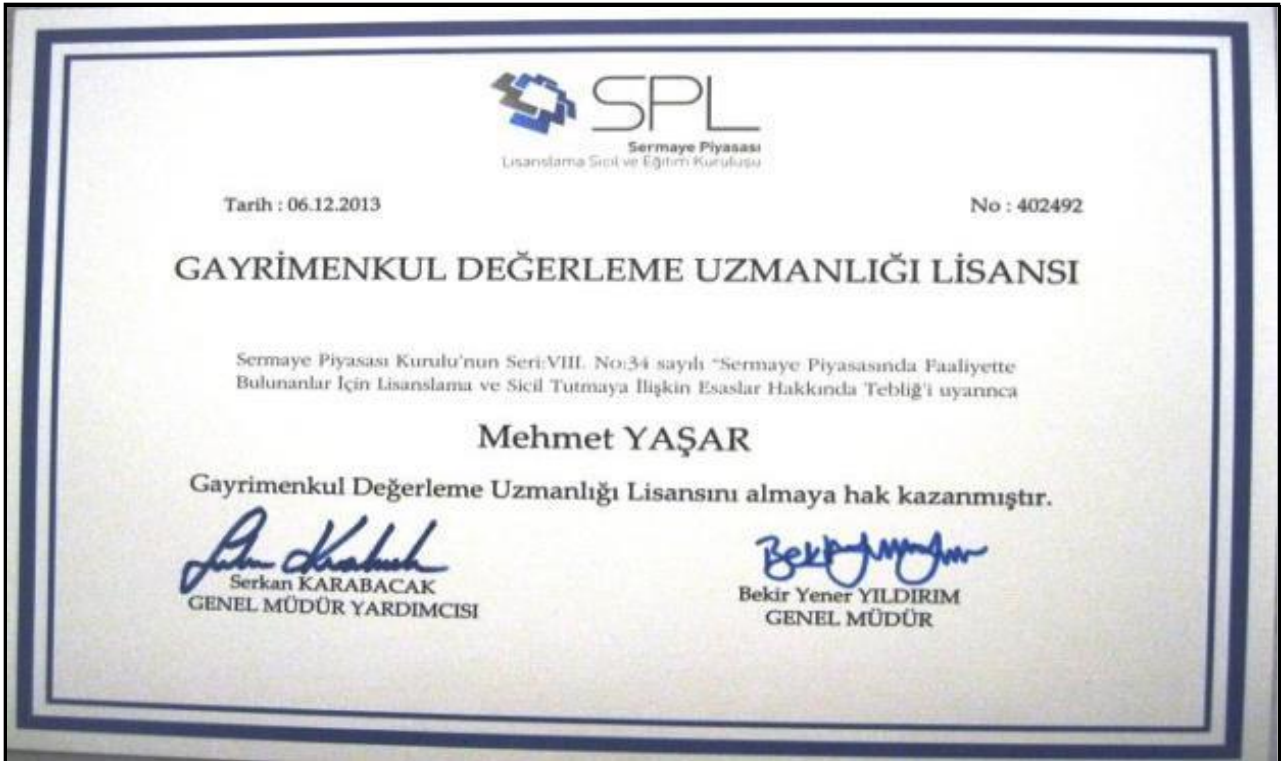 SPL
Sermaye Piyasası
Lisanslama Sicil ve Eğitim Kuruluşu
Tarih : 06.12.2013
No : 402492
GAYRİMENKUL DEĞERLEME UZMANLIĞI LİSANSI
Sermaye Piyasası Kurulu'nun Seri:VIII. No:34 sayılı "Sermaye Piyasasında Faaliyette
Bulunanlar İçin Lisanslama ve Sicil Tutmaya İlişkin Esaslar Hakkında Tebliğ'i uyarınca
Mehmet YAŞAR
Gayrimenkul Değerleme Uzmanlığı Lisansını almaya hak kazanmıştır.
Serkan KARABACAK
GENEL MÜDÜR YARDIMCISI
Bekir Yener YILDIRIM
GENEL MÜDÜR